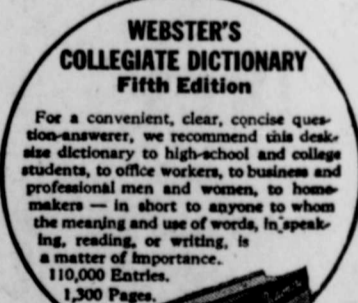 WEBSTER'S
COLLEGIATE DICTIONARY
Fifth Edition
For a convenient, clear, concise ques-
tion-answerer, we recommend this desk-
size dictionary to high-school and college
students, to office workers, to business and
professional men and women, to home-
makers — in short to anyone to whom
the meaning and use of words, in speak-
ing, reading, or writing, is
a matter of importance.
110,000 Entries.
1,300 Pages.